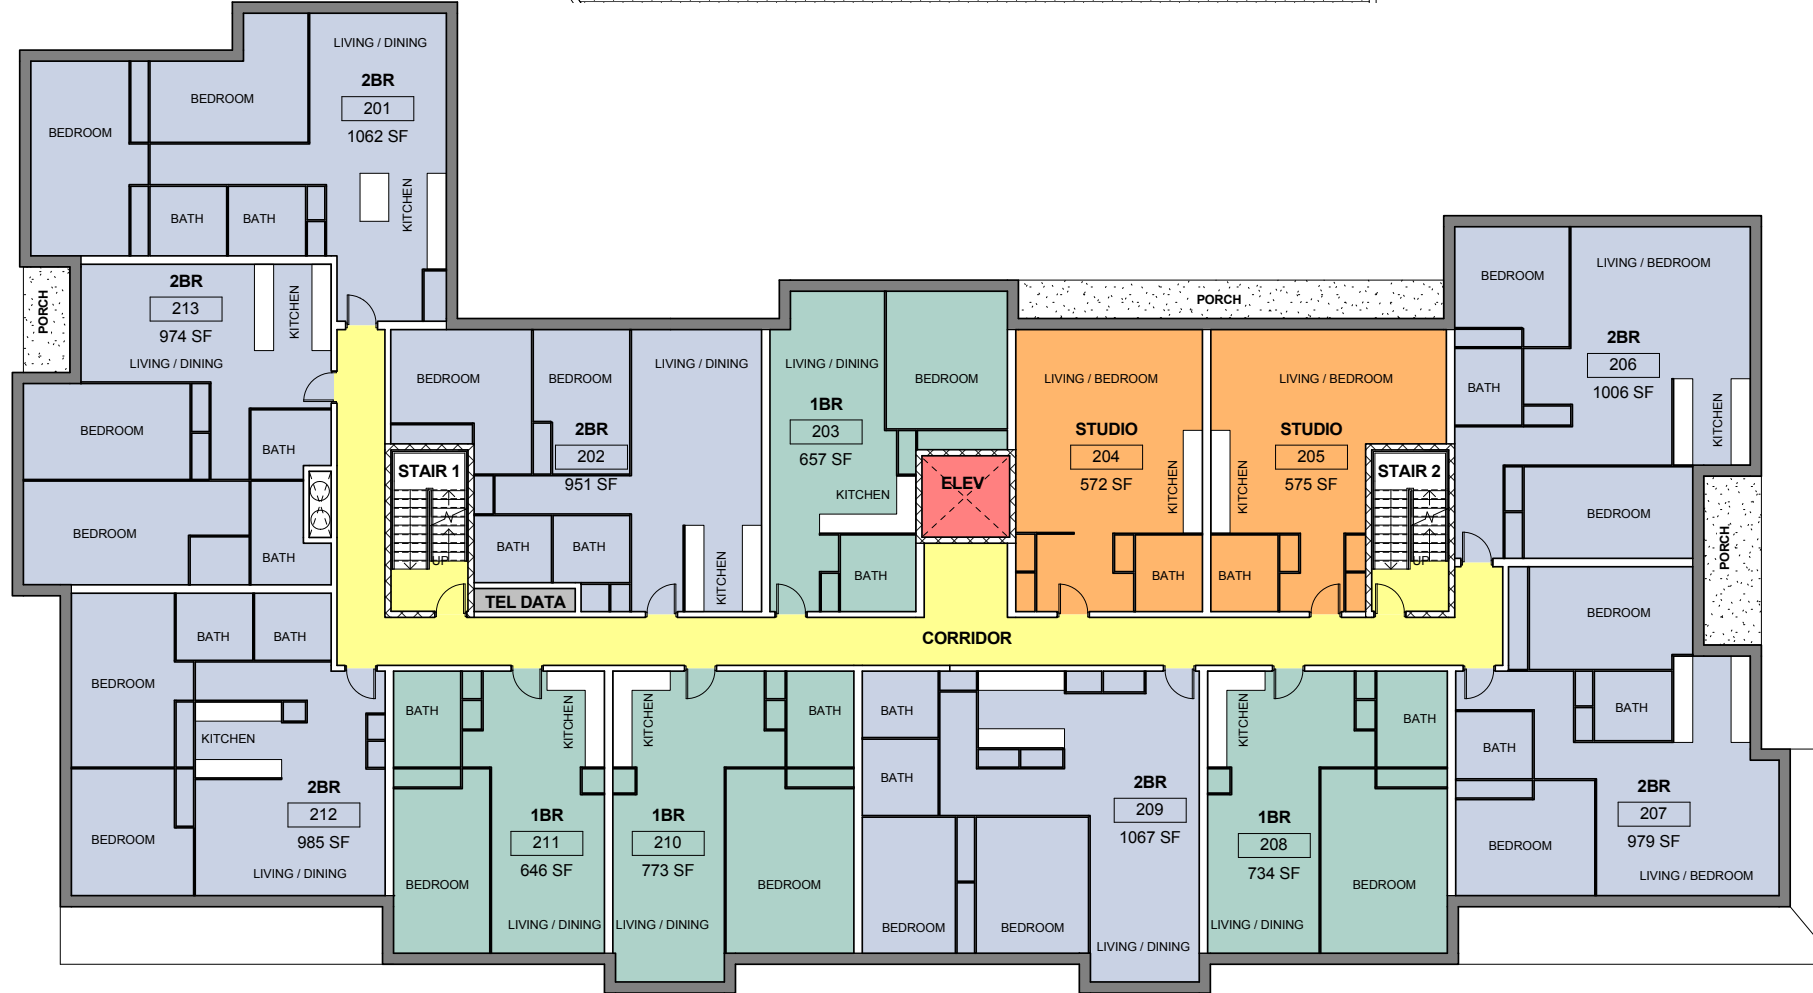 LIVING / DINING
2BR
201
1062 SF
BEDROOM
BEDROOM
BATH
BATH
KITCHEN
2BR
213
974 SF
KITCHEN
LIVING / DINING
PORCH
BEDROOM
BATH
BEDROOM
BATH
BEDROOM
BEDROOM
LIVING / DINING
2BR
202
951 SF
BATH
BATH
KITCHEN
STAIR 1
UP
TEL DATA
LIVING / DINING
BEDROOM
1BR
203
657 SF
KITCHEN
BATH
ELEV
PORCH
LIVING / BEDROOM
STUDIO
204
572 SF
KITCHEN
BATH
LIVING / BEDROOM
STUDIO
205
575 SF
KITCHEN
BATH
STAIR 2
UP
BEDROOM
LIVING / BEDROOM
2BR
206
1006 SF
BATH
KITCHEN
BEDROOM
PORCH
CORRIDOR
BATH
BATH
BEDROOM
KITCHEN
BEDROOM
2BR
212
985 SF
LIVING / DINING
BATH
KITCHEN
1BR
211
646 SF
BEDROOM
LIVING / DINING
KITCHEN
BATH
1BR
210
773 SF
BEDROOM
LIVING / DINING
BATH
BATH
2BR
209
1067 SF
BEDROOM
BEDROOM
LIVING / DINING
KITCHEN
BATH
1BR
208
734 SF
BEDROOM
LIVING / DINING
BEDROOM
BATH
BATH
2BR
207
979 SF
BEDROOM
LIVING / BEDROOM